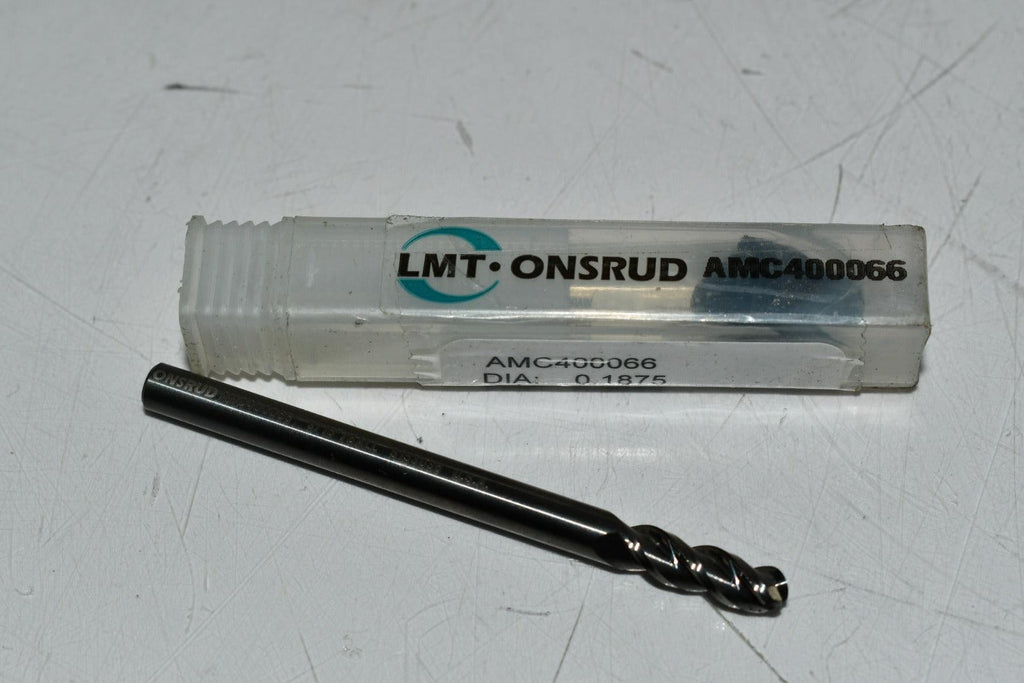 LMT• ONSRUD AMC400066
AMC400066
DIA: 0.1875
ONSRUD